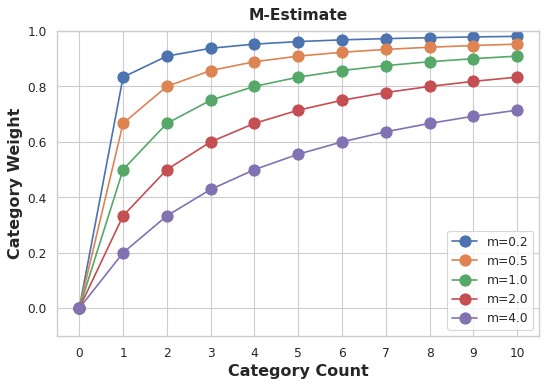 M-Estimate
Category Weight
1.0
0.8
0.6
0.4
0.2
0.0
m=0.2
m=0.5
m=1.0
m=2.0
m=4.0
0 1 2 3 4 5 6 7 8 9 10
Category Count